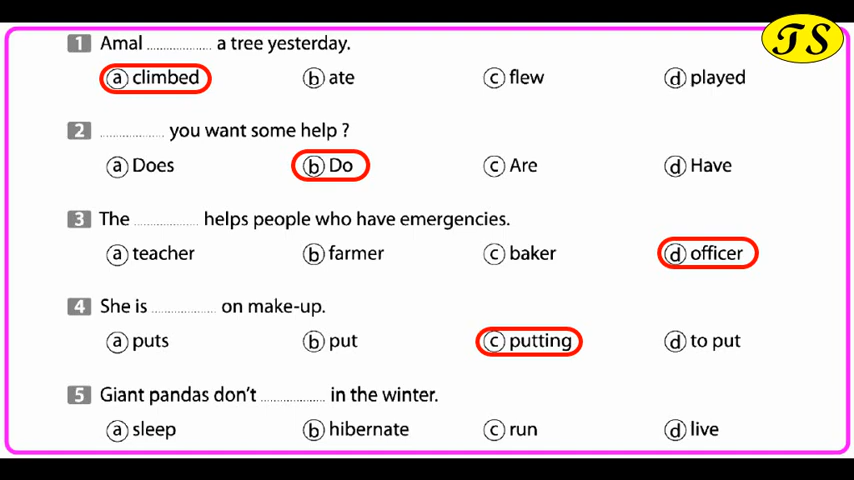 TS
1 Amal .................. a tree yesterday.
a climbed b ate c flew d played
2 .................. you want some help ?
a Does b Do c Are d Have
3 The .................. helps people who have emergencies.
a teacher b farmer c baker d officer
4 She is .................. on make-up.
a puts b put c putting d to put
5 Giant pandas don't .................. in the winter.
a sleep b hibernate c run d live